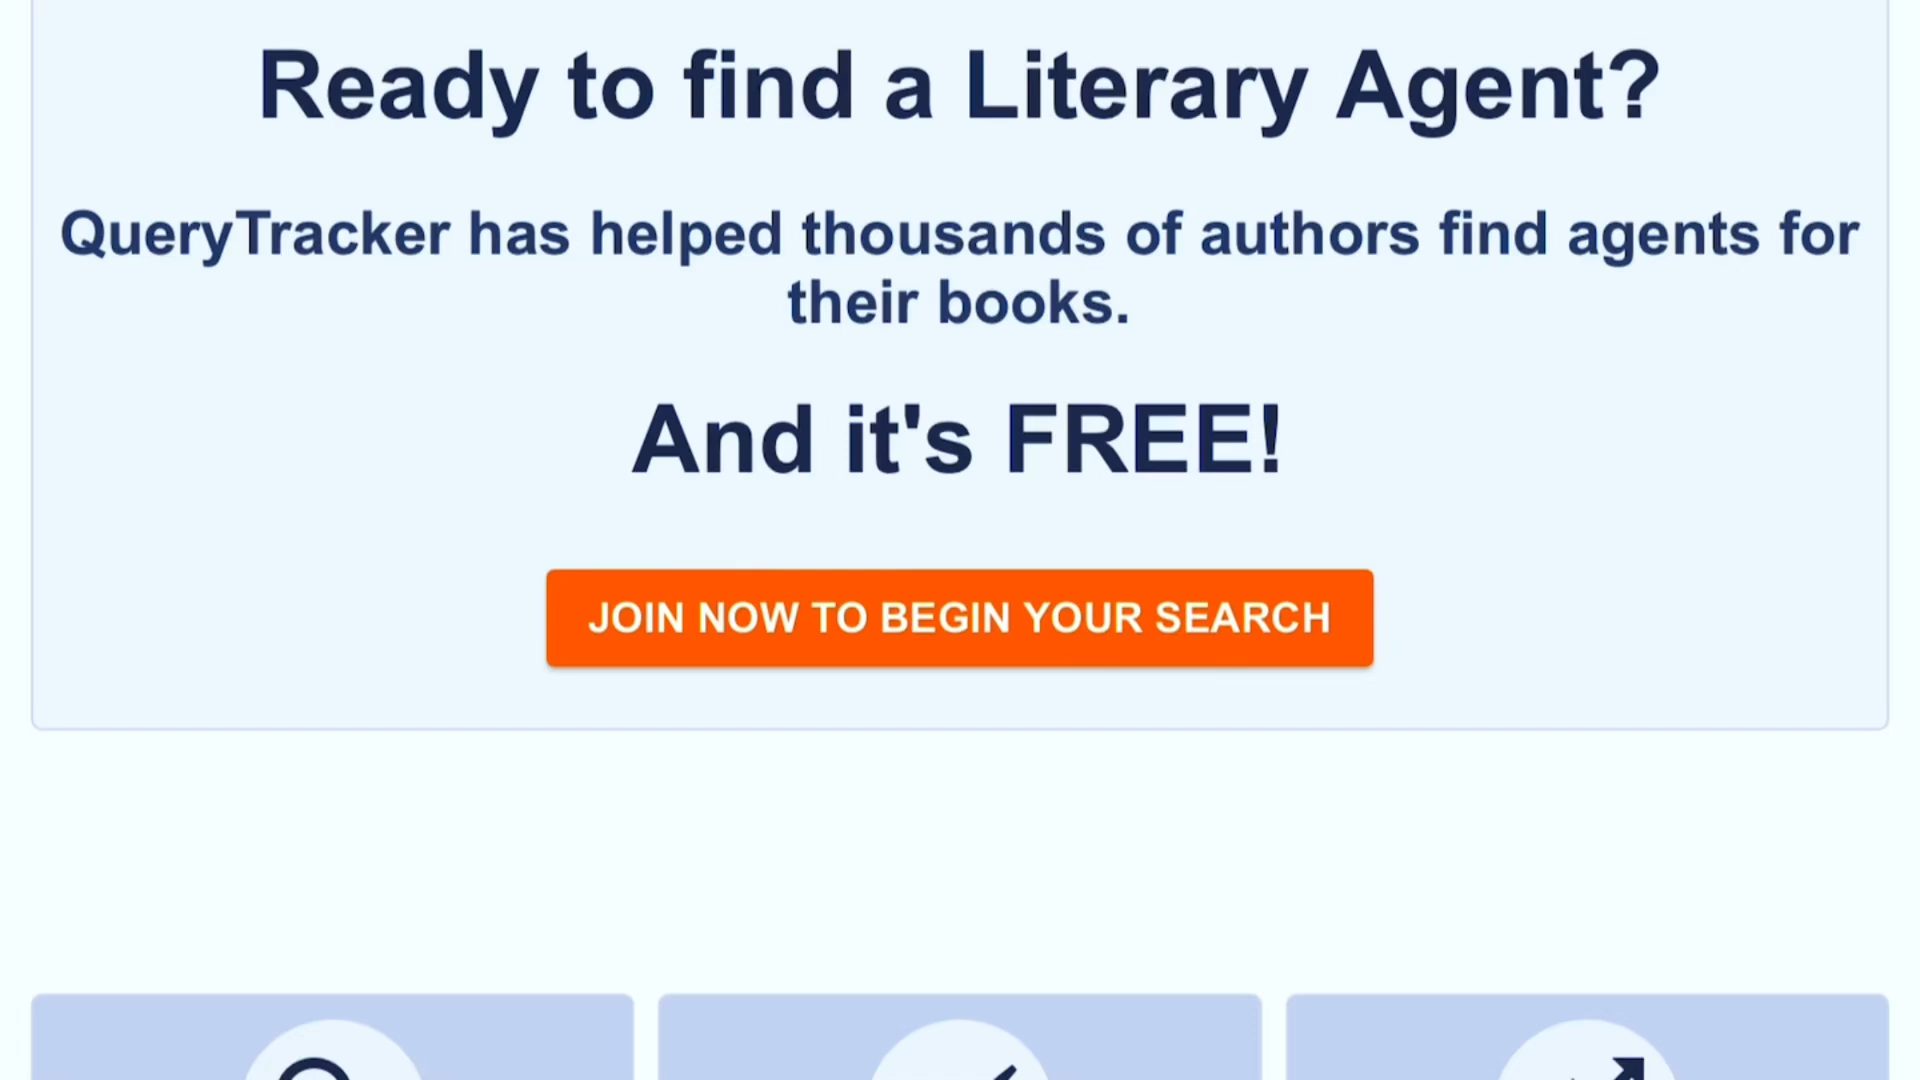 Ready to find a Literary Agent?
QueryTracker has helped thousands of authors find agents for
their books.
And it's FREE!
JOIN NOW TO BEGIN YOUR SEARCH